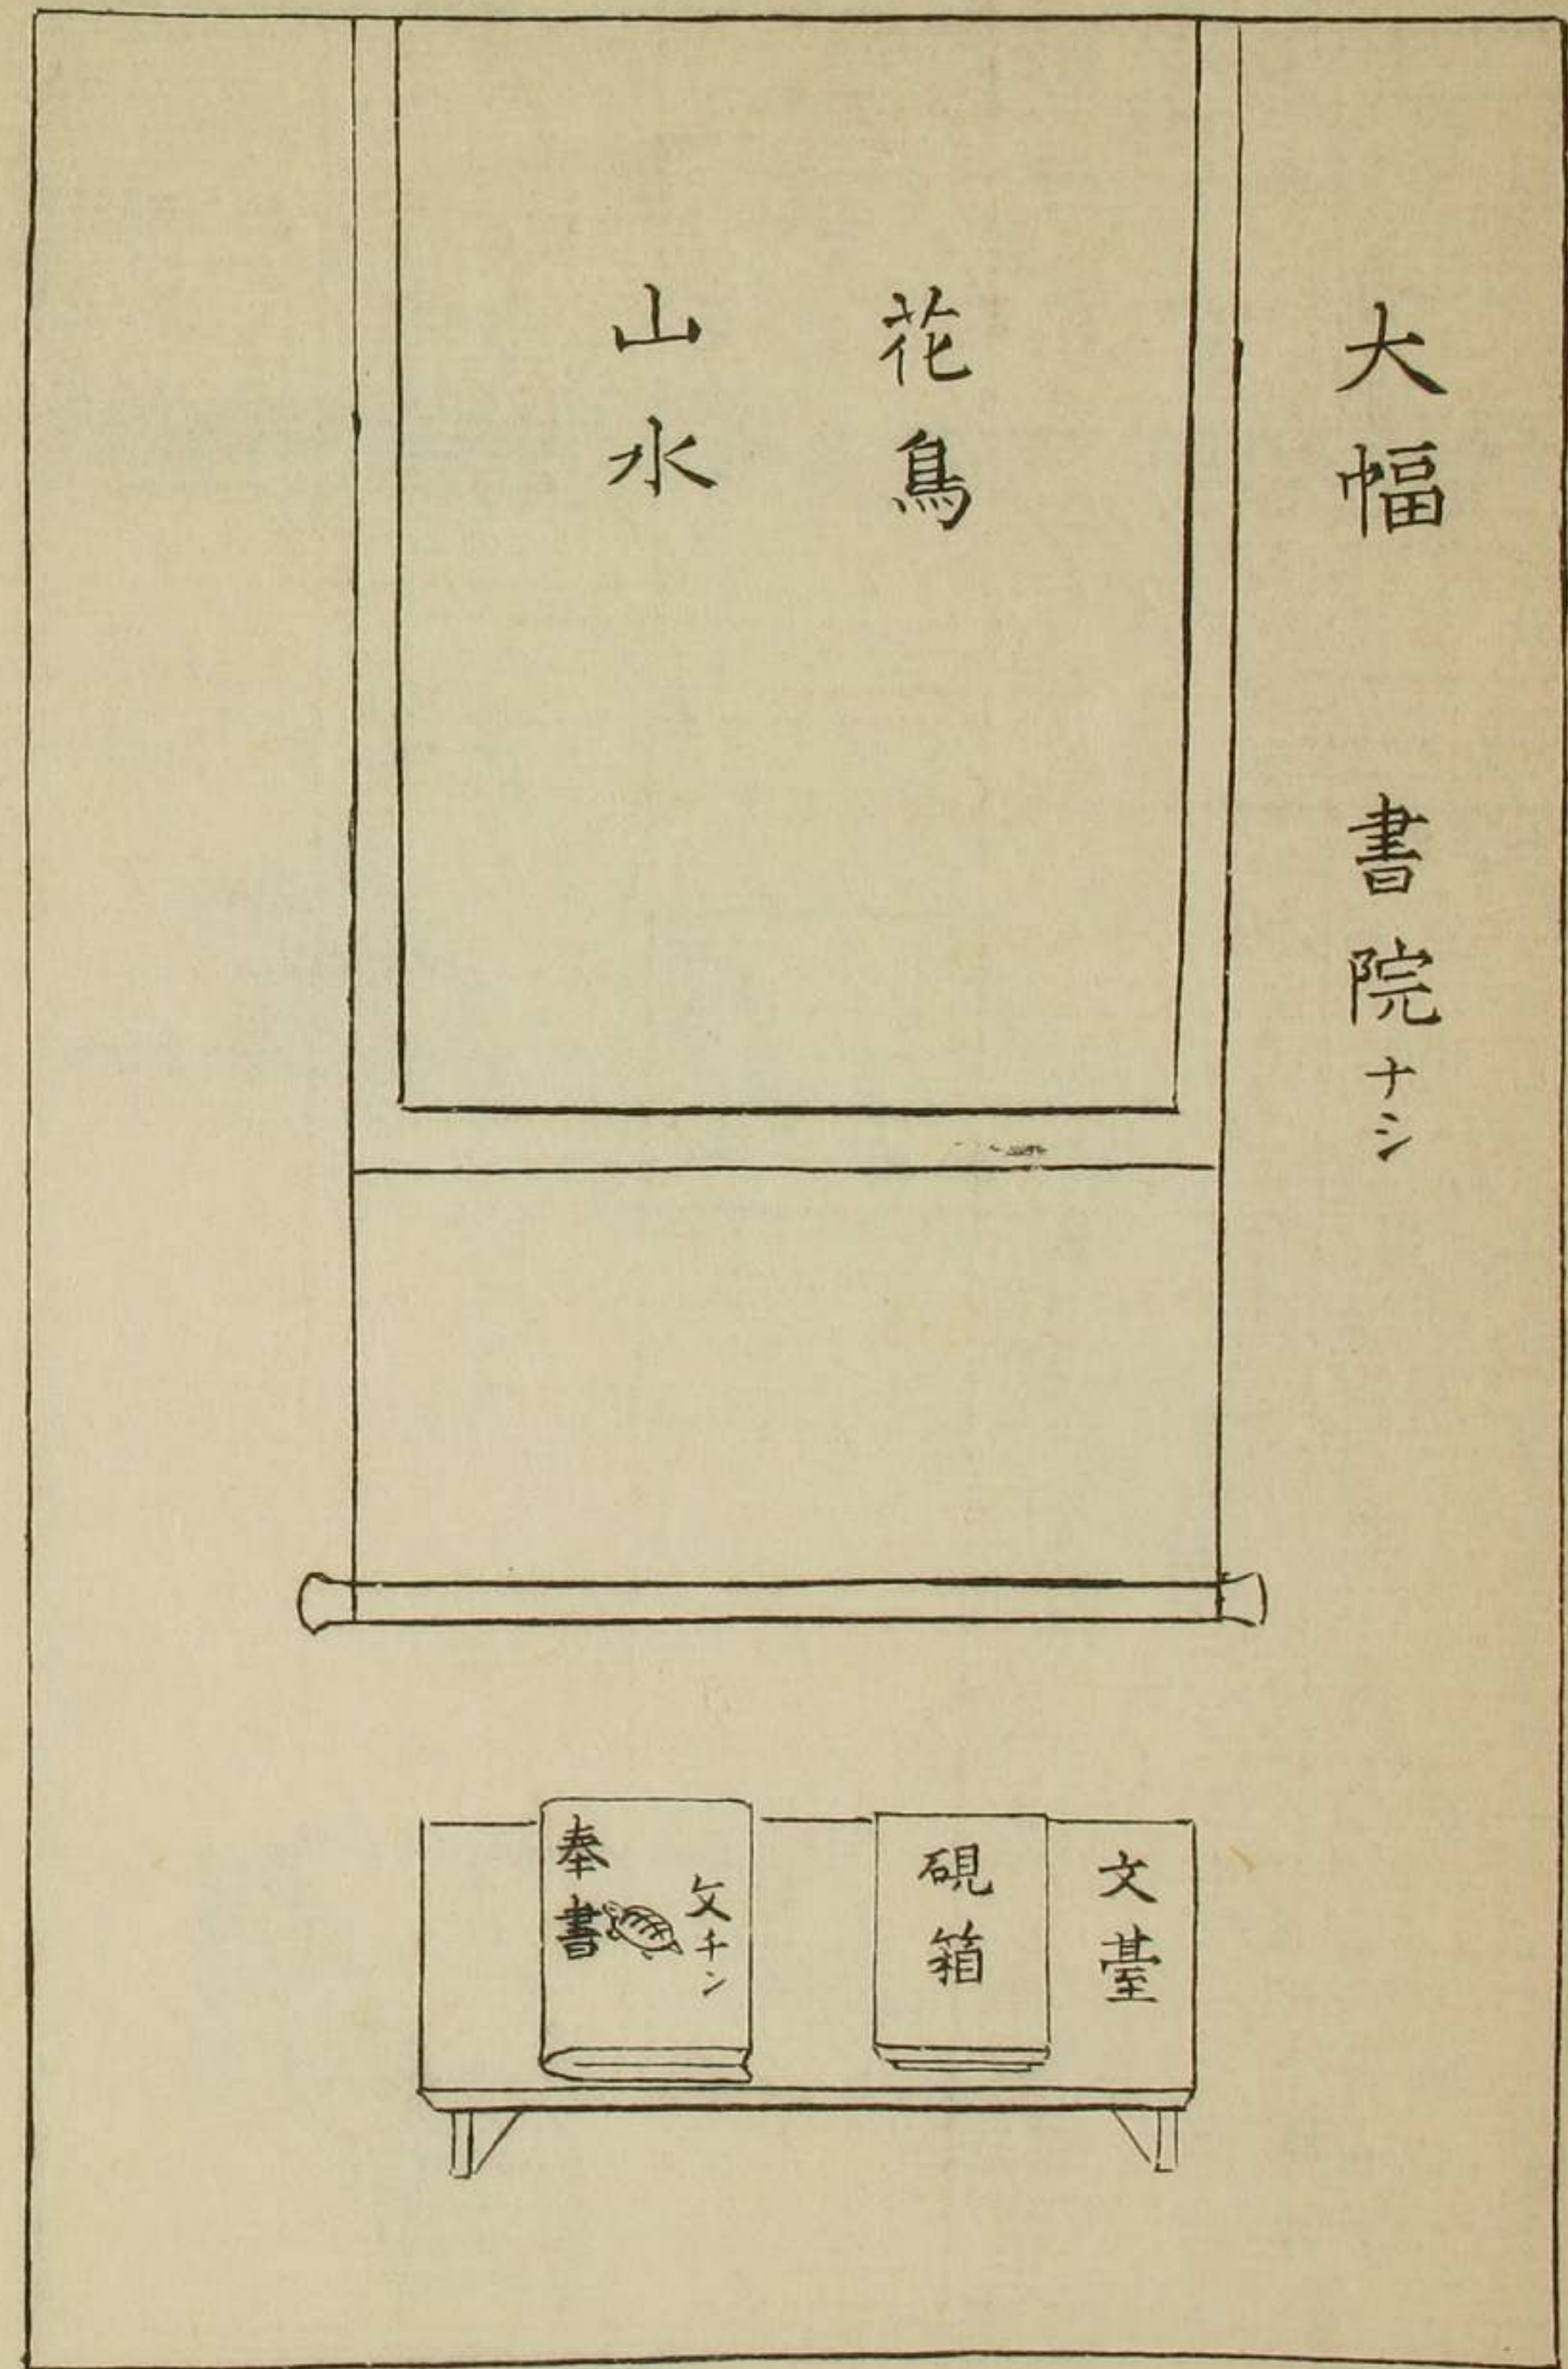 大幅　書院ナシ
花鳥
山水
文臺
硯箱
文チン
奉書